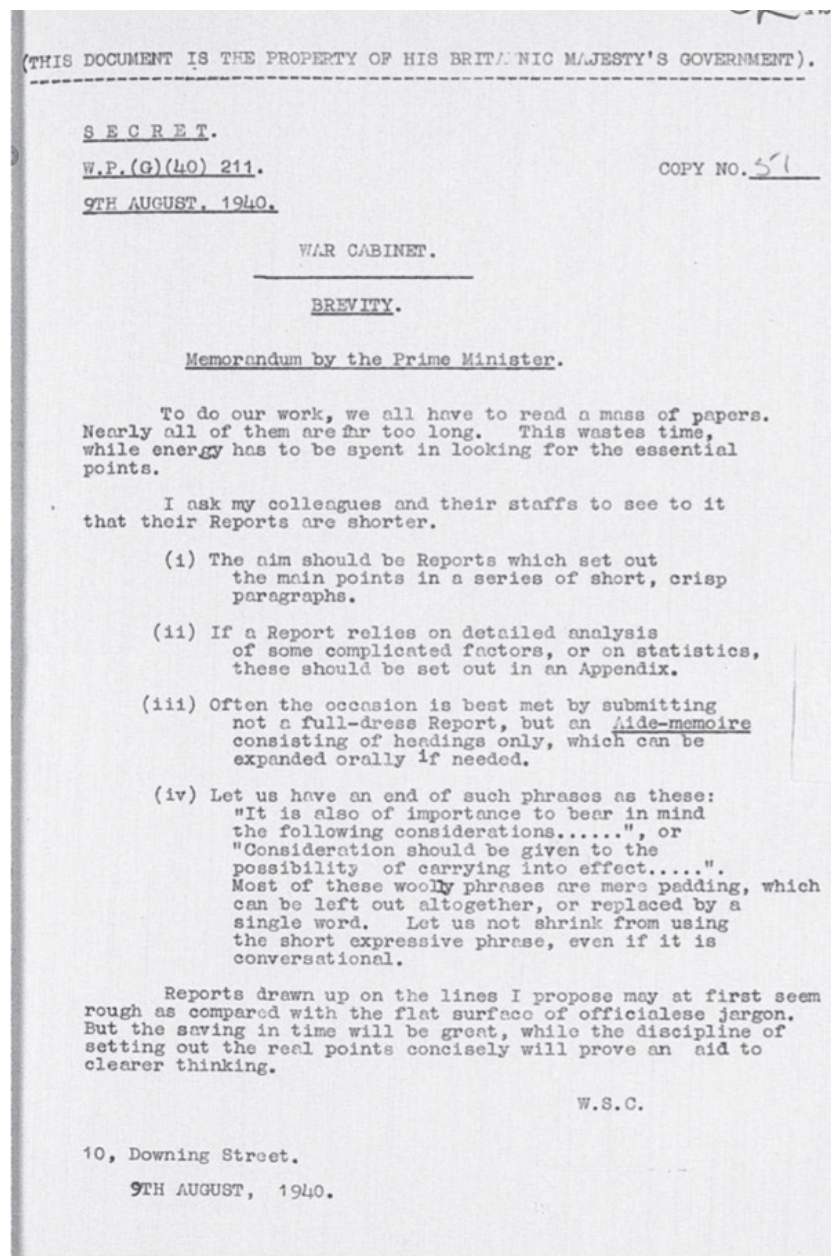 (THIS DOCUMENT IS THE PROPERTY OF HIS BRITANNIC MAJESTY'S GOVERNMENT).
S E C R E T.
W.P.(G)(40) 211.
COPY NO. 51
9TH AUGUST, 1940.
WAR CABINET.
BREVITY.
Memorandum by the Prime Minister.
To do our work, we all have to read a mass of papers.
Nearly all of them are far too long. This wastes time,
while energy has to be spent in looking for the essential
points.
I ask my colleagues and their staffs to see to it
that their Reports are shorter.
(i) The aim should be Reports which set out
the main points in a series of short, crisp
paragraphs.
(ii) If a Report relies on detailed analysis
of some complicated factors, or on statistics,
these should be set out in an Appendix.
(iii) Often the occasion is best met by submitting
not a full-dress Report, but an Aide-memoire
consisting of headings only, which can be
expanded orally if needed.
(iv) Let us have an end of such phrases as these:
"It is also of importance to bear in mind
the following considerations......", or
"Consideration should be given to the
possibility of carrying into effect.....".
Most of these woolly phrases are mere padding, which
can be left out altogether, or replaced by a
single word. Let us not shrink from using
the short expressive phrase, even if it is
conversational.
Reports drawn up on the lines I propose may at first seem
rough as compared with the flat surface of officialese jargon.
But the saving in time will be great, while the discipline of
setting out the real points concisely will prove an aid to
clearer thinking.
W.S.C.
10, Downing Street.
9TH AUGUST, 1940.